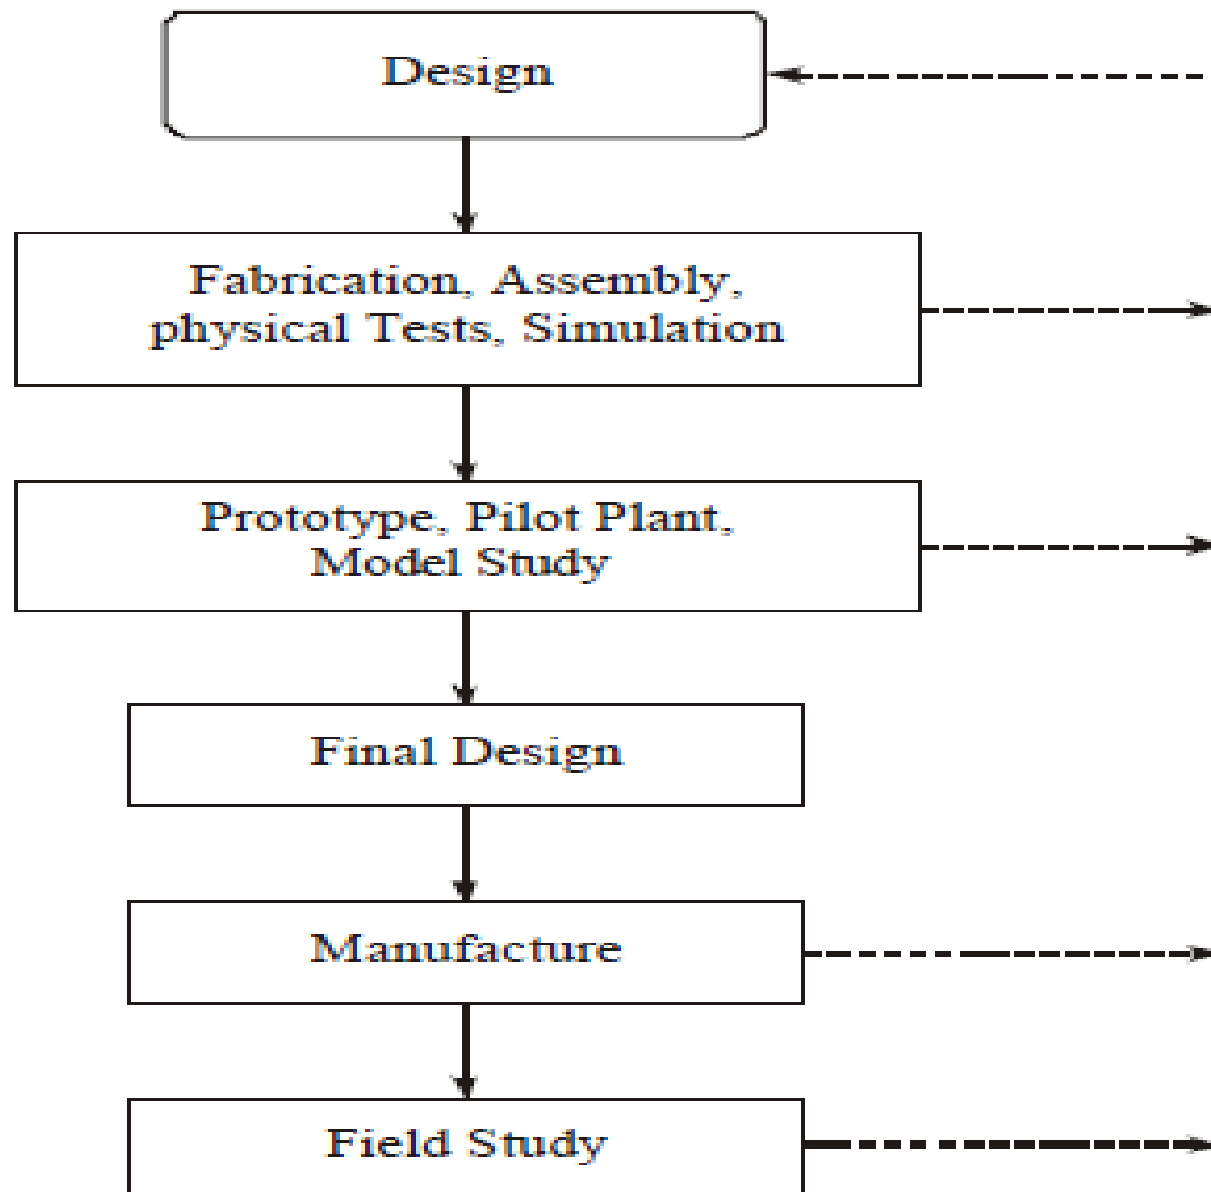 Design
Fabrication, Assembly,
physical Tests, Simulation
Prototype, Pilot Plant,
Model Study
Final Design
Manufacture
Field Study